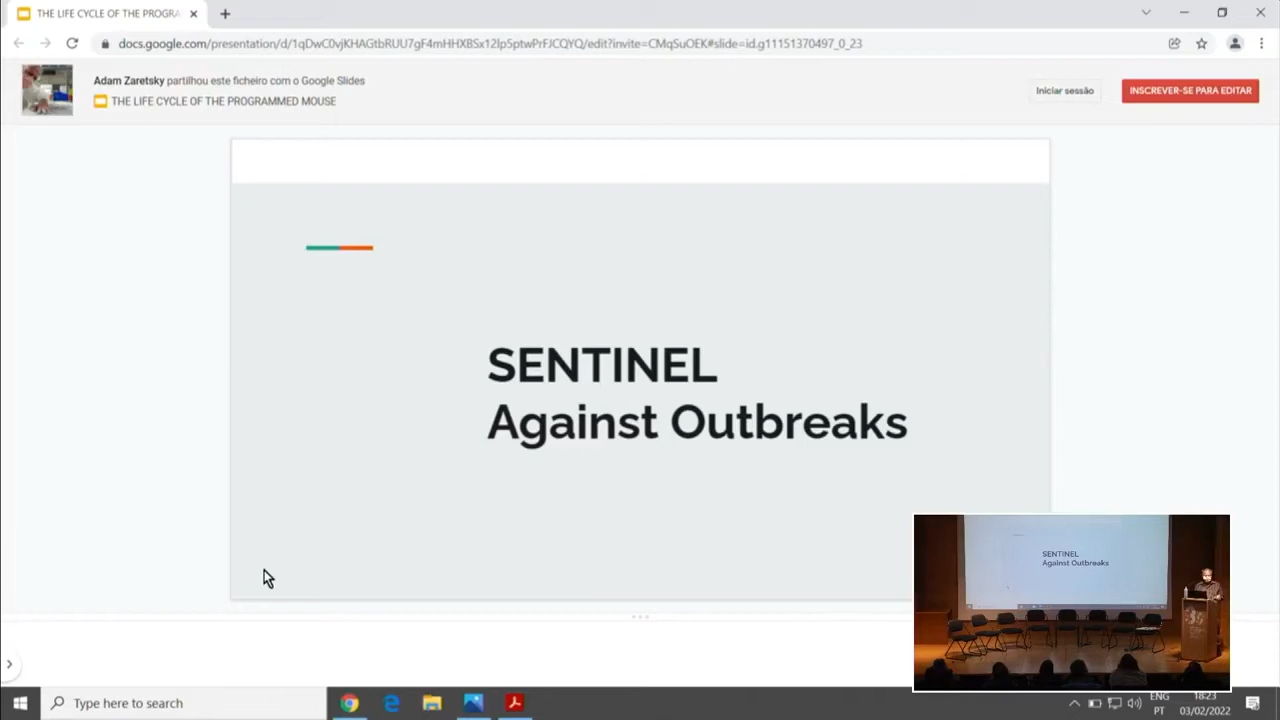 THE LIFE CYCLE OF THE PROGRA
docs.google.com/presentation/d/1qDwC0vjKHAGtbRUU7gF4mHHXBSx12lp5ptwPrFJCQYQ/edit?invite=CMqSuOEK#slide=id.g11151370497_0_23
Adam Zaretsky partilhou este ficheiro com o Google Slides
THE LIFE CYCLE OF THE PROGRAMMED MOUSE
Iniciar sessão
INSCREVER-SE PARA EDITAR
SENTINEL
Against Outbreaks
SENTINEL
Against Outbreaks
Type here to search
ENG
PT
18:23
03/02/2022